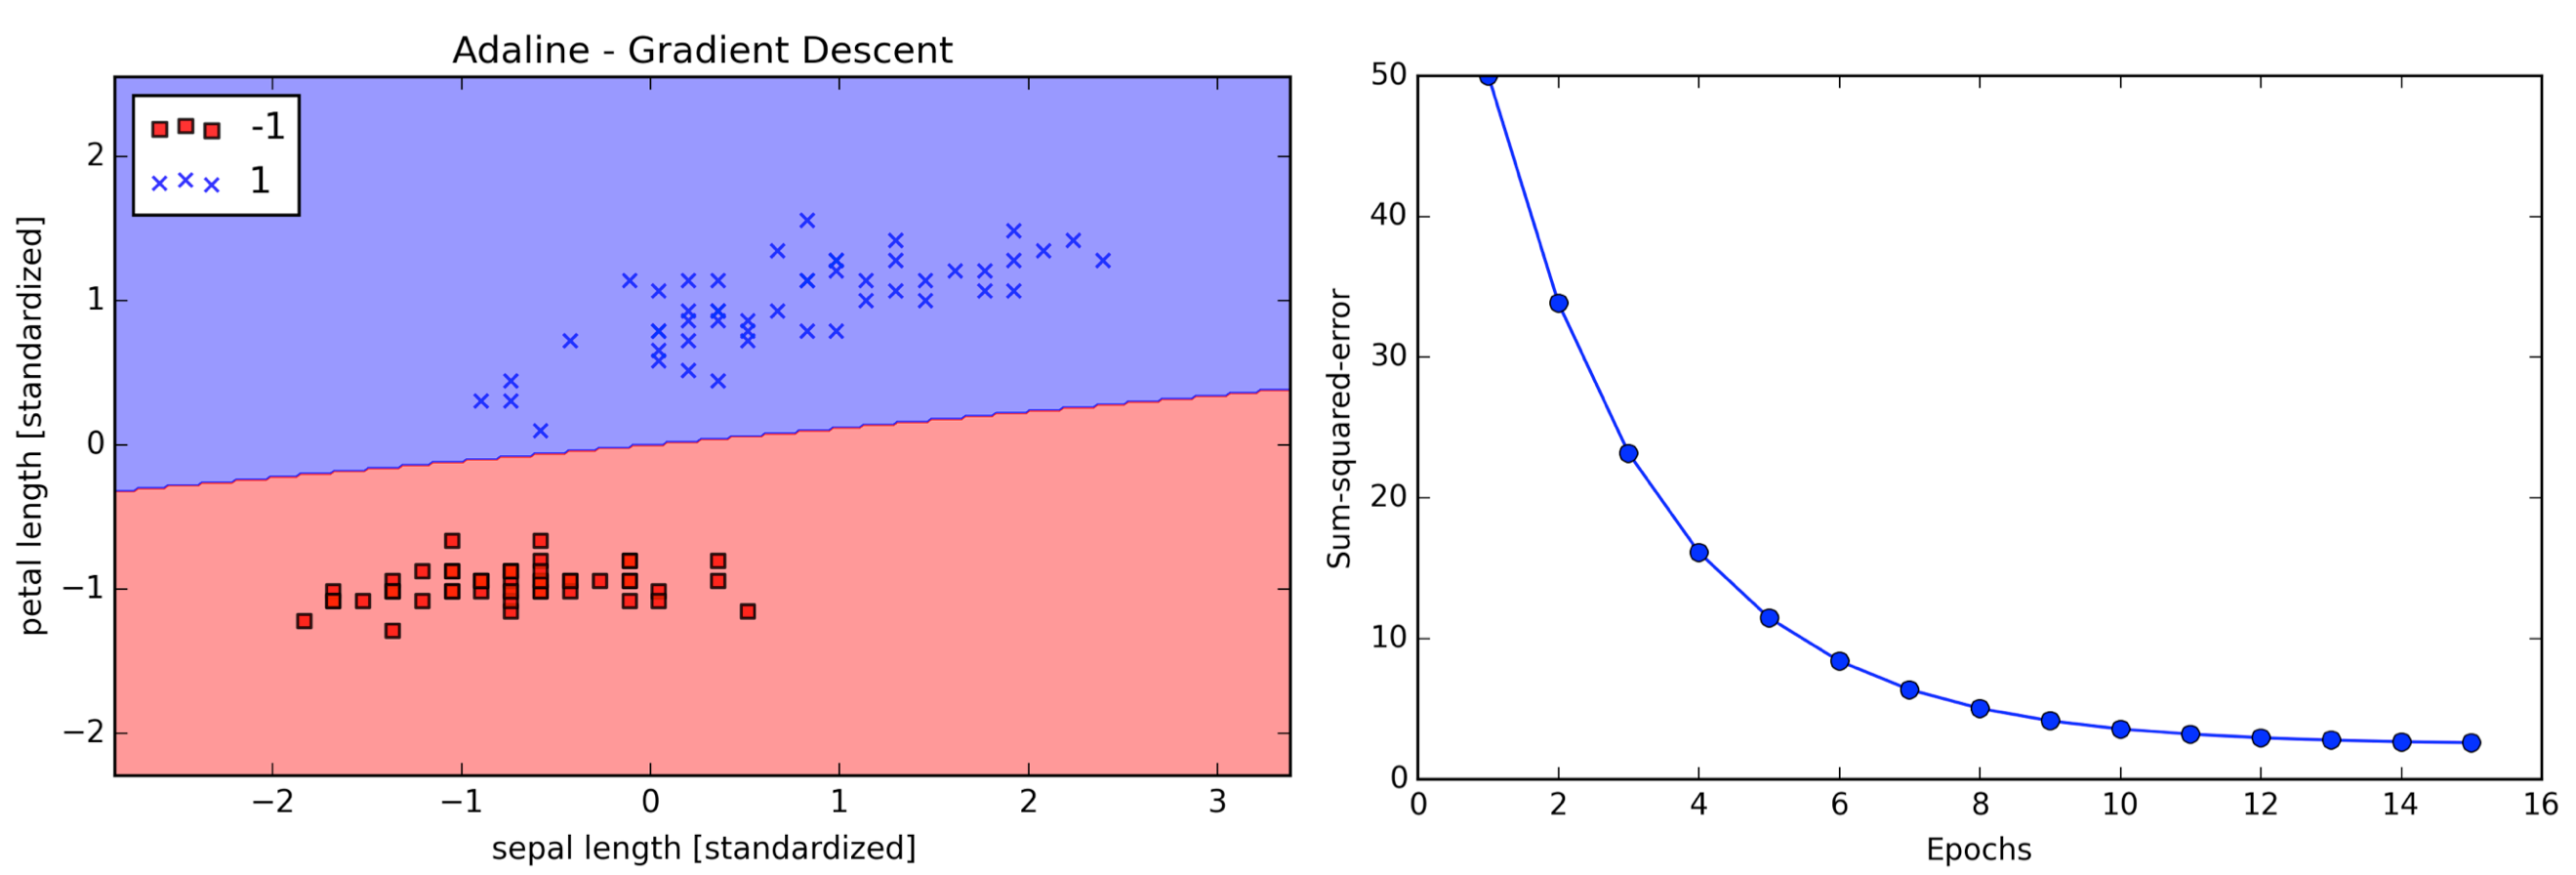 Adaline - Gradient Descent
-1
1
petal length [standardized]
2
1
0
−1
−2
−2 −1 0 1 2 3
sepal length [standardized]
Sum-squared-error
50
40
30
20
10
0
0 2 4 6 8 10 12 14 16
Epochs